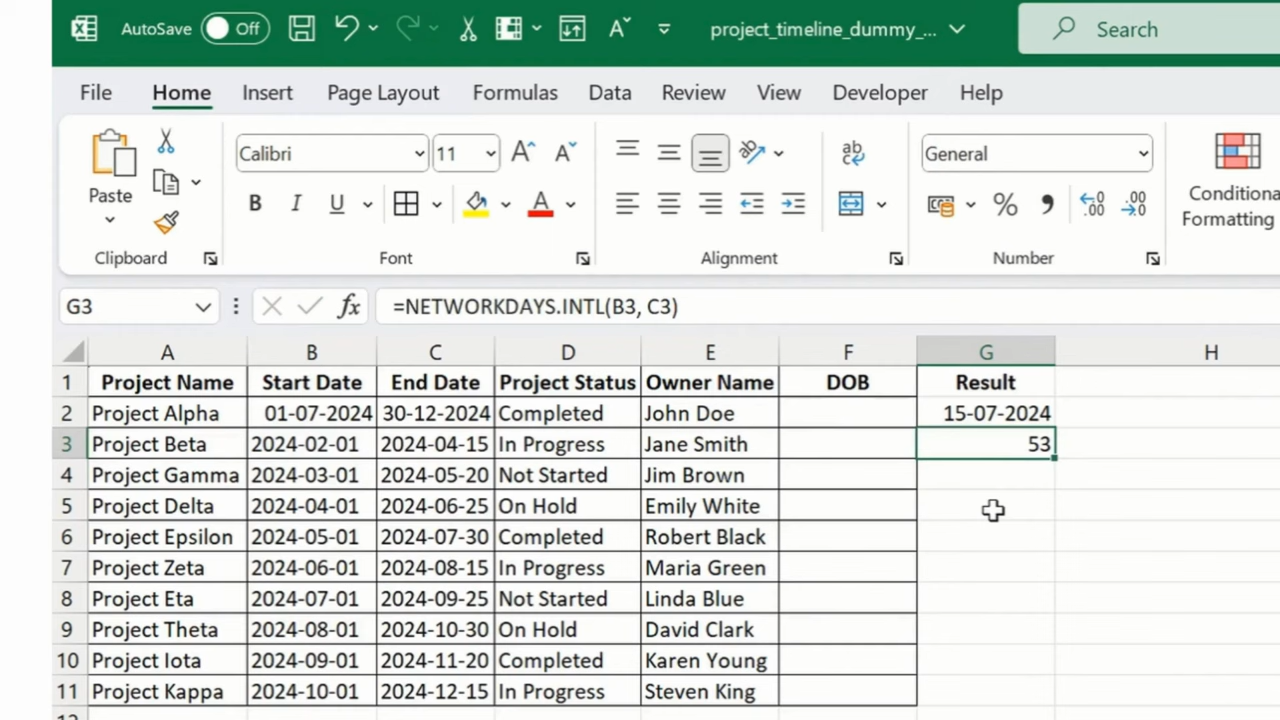 AutoSave Off project_timeline_dummy_... Search
File Home Insert Page Layout Formulas Data Review View Developer Help
Paste
Clipboard
Calibri 11
B I U
Font
ab
Alignment
General
% .00 .00
Number
Conditiona
Formatting
G3 fx =NETWORKDAYS.INTL(B3, C3)
A B C D E F G H
1 Project Name Start Date End Date Project Status Owner Name DOB Result
2 Project Alpha 01-07-2024 30-12-2024 Completed John Doe 15-07-2024
3 Project Beta 2024-02-01 2024-04-15 In Progress Jane Smith 53
4 Project Gamma 2024-03-01 2024-05-20 Not Started Jim Brown
5 Project Delta 2024-04-01 2024-06-25 On Hold Emily White
6 Project Epsilon 2024-05-01 2024-07-30 Completed Robert Black
7 Project Zeta 2024-06-01 2024-08-15 In Progress Maria Green
8 Project Eta 2024-07-01 2024-09-25 Not Started Linda Blue
9 Project Theta 2024-08-01 2024-10-30 On Hold David Clark
10 Project Iota 2024-09-01 2024-11-20 Completed Karen Young
11 Project Kappa 2024-10-01 2024-12-15 In Progress Steven King